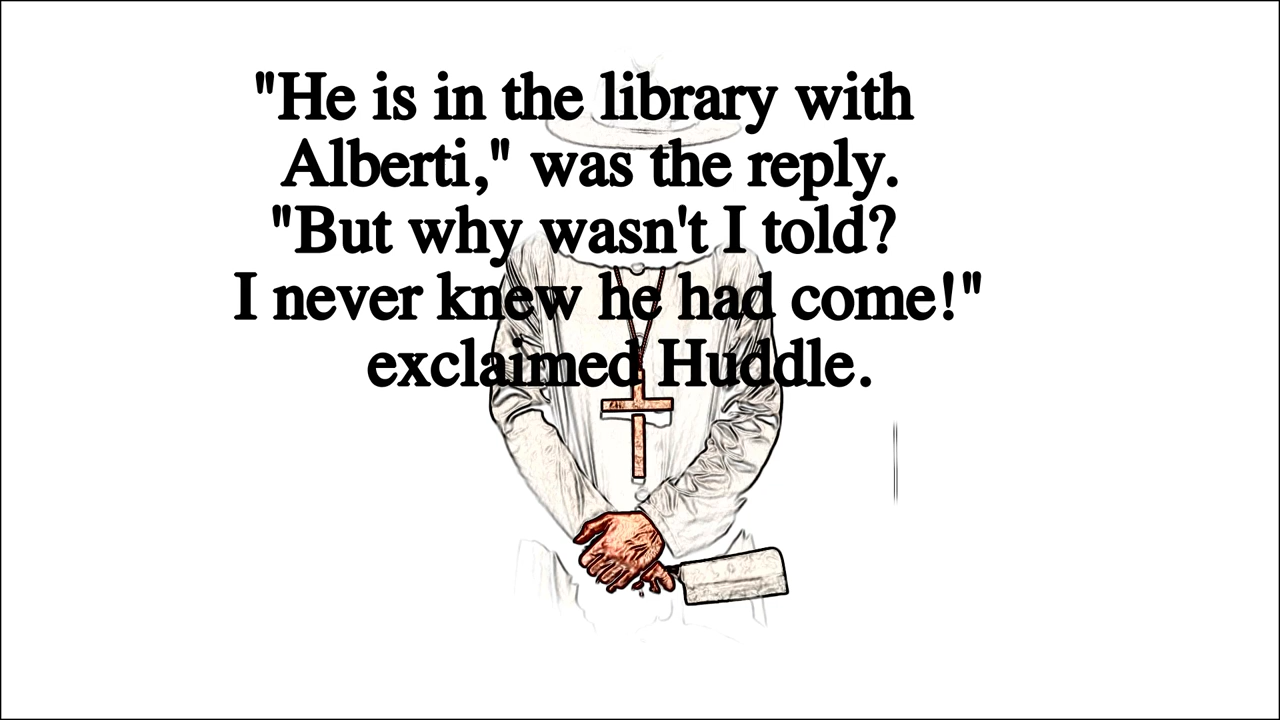 "He is in the library with
Alberti," was the reply.
"But why wasn't I told?
I never knew he had come!"
exclaimed Huddle.